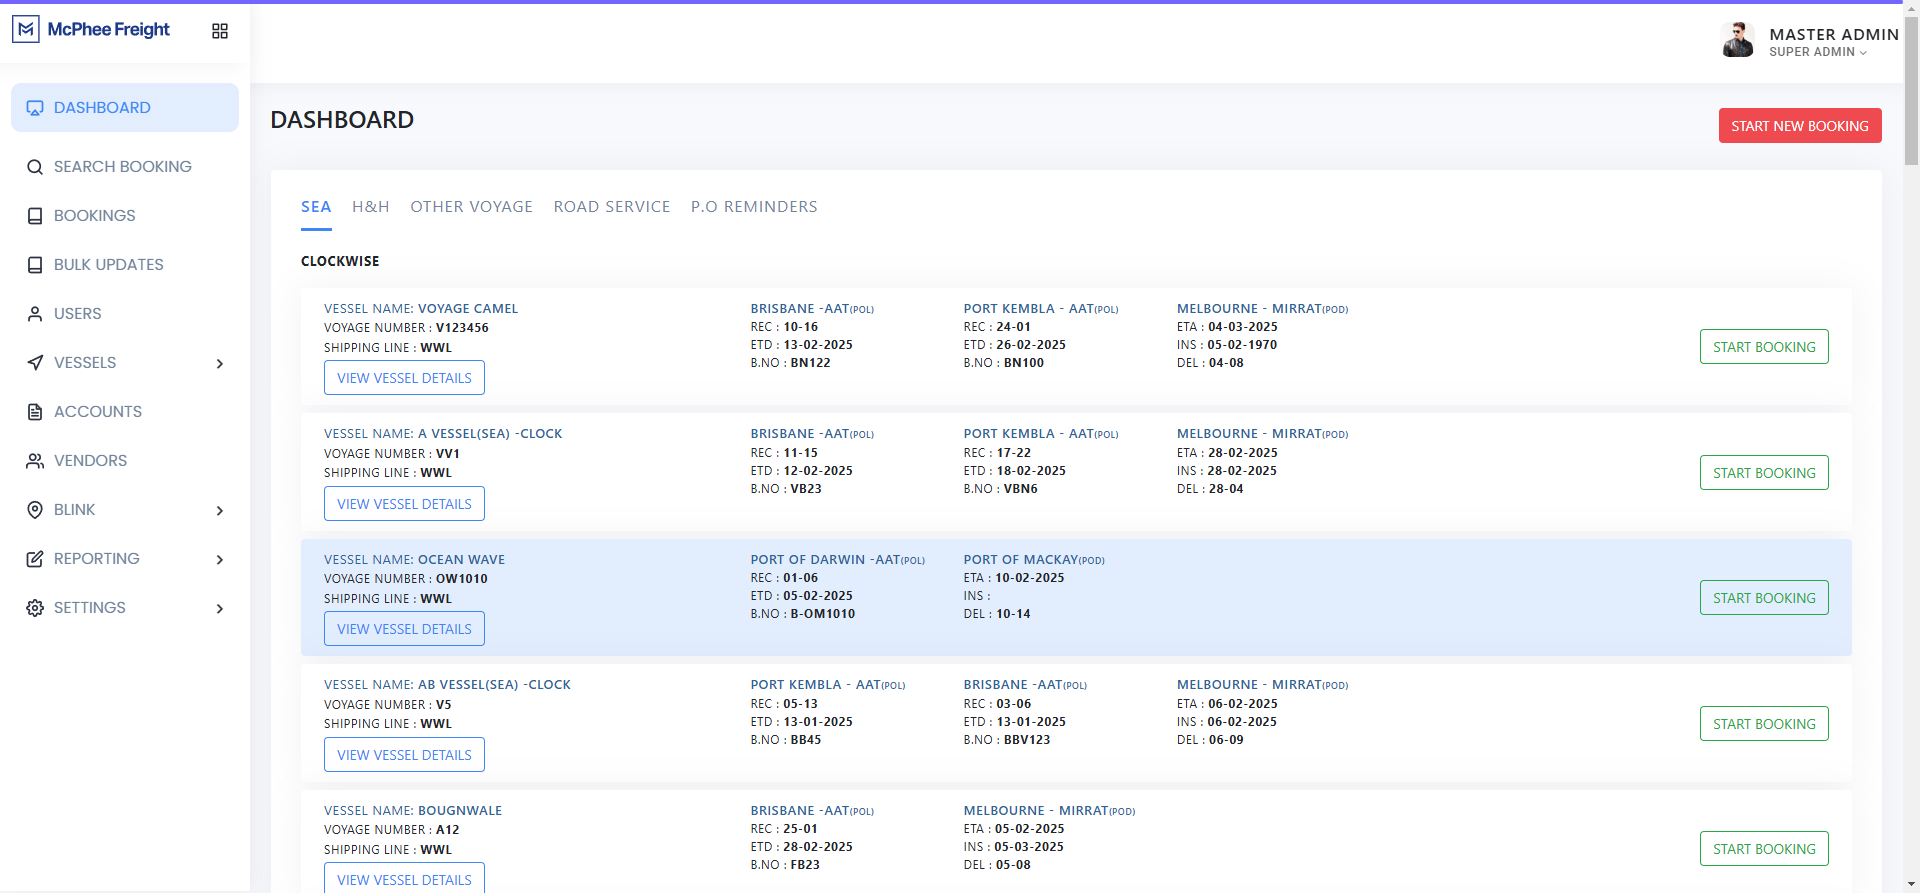 McPhee Freight
MASTER ADMIN
SUPER ADMIN
DASHBOARD
SEARCH BOOKING
BOOKINGS
BULK UPDATES
USERS
VESSELS
ACCOUNTS
VENDORS
BLINK
REPORTING
SETTINGS
DASHBOARD
START NEW BOOKING
SEA H&H OTHER VOYAGE ROAD SERVICE P.O REMINDERS
CLOCKWISE
VESSEL NAME: VOYAGE CAMEL
VOYAGE NUMBER : V123456
SHIPPING LINE : WWL
VIEW VESSEL DETAILS
BRISBANE -AAT(POL)
REC : 10-16
ETD : 13-02-2025
B.NO : BN122
PORT KEMBLA - AAT(POL)
REC : 24-01
ETD : 26-02-2025
B.NO : BN100
MELBOURNE - MIRRAT(POD)
ETA : 04-03-2025
INS : 05-02-1970
DEL : 04-08
START BOOKING
VESSEL NAME: A VESSEL(SEA) -CLOCK
VOYAGE NUMBER : VV1
SHIPPING LINE : WWL
VIEW VESSEL DETAILS
BRISBANE -AAT(POL)
REC : 11-15
ETD : 12-02-2025
B.NO : VB23
PORT KEMBLA - AAT(POL)
REC : 17-22
ETD : 18-02-2025
B.NO : VBN6
MELBOURNE - MIRRAT(POD)
ETA : 28-02-2025
INS : 28-02-2025
DEL : 28-04
START BOOKING
VESSEL NAME: OCEAN WAVE
VOYAGE NUMBER : OW1010
SHIPPING LINE : WWL
VIEW VESSEL DETAILS
PORT OF DARWIN -AAT(POL)
REC : 01-06
ETD : 05-02-2025
B.NO : B-OM1010
PORT OF MACKAY(POD)
ETA : 10-02-2025
INS :
DEL : 10-14
START BOOKING
VESSEL NAME: AB VESSEL(SEA) -CLOCK
VOYAGE NUMBER : V5
SHIPPING LINE : WWL
VIEW VESSEL DETAILS
PORT KEMBLA - AAT(POL)
REC : 05-13
ETD : 13-01-2025
B.NO : BB45
BRISBANE -AAT(POL)
REC : 03-06
ETD : 13-01-2025
B.NO : BBV123
MELBOURNE - MIRRAT(POD)
ETA : 06-02-2025
INS : 06-02-2025
DEL : 06-09
START BOOKING
VESSEL NAME: BOUGNWALE
VOYAGE NUMBER : A12
SHIPPING LINE : WWL
VIEW VESSEL DETAILS
BRISBANE -AAT(POL)
REC : 25-01
ETD : 28-02-2025
B.NO : FB23
MELBOURNE - MIRRAT(POD)
ETA : 05-02-2025
INS : 05-03-2025
DEL : 05-08
START BOOKING